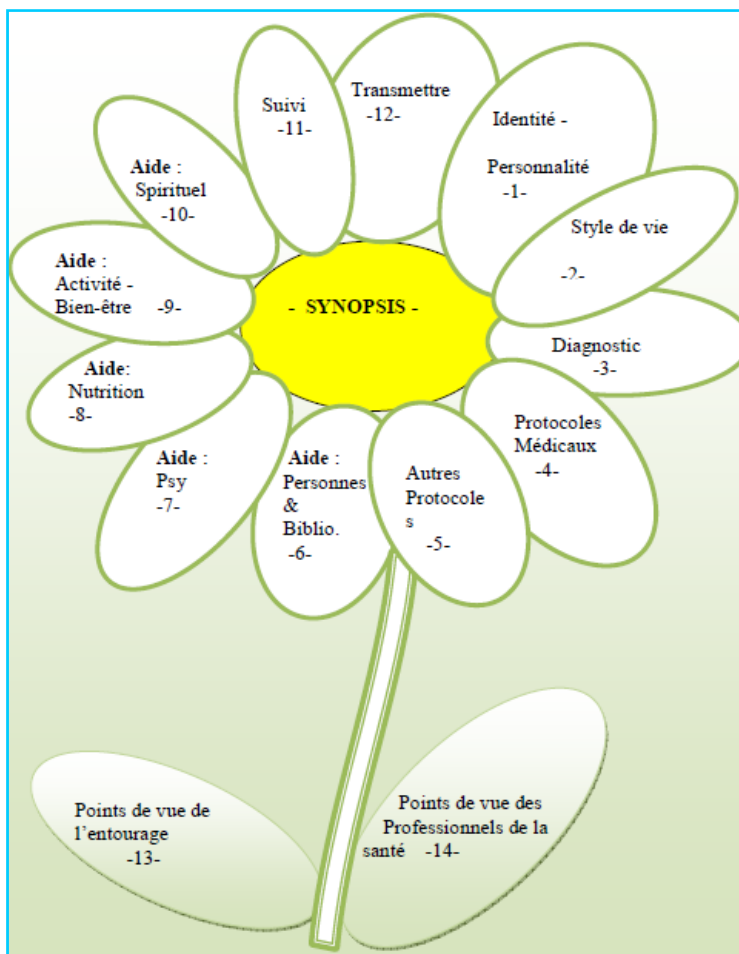 - SYNOPSIS -
Identité -
Personnalité
-1-
Style de vie
-2-
Diagnostic
-3-
Protocoles
Médicaux
-4-
Autres
Protocole
s
-5-
Aide :
Personnes
&
Biblio.
-6-
Aide :
Psy
-7-
Aide:
Nutrition
-8-
Aide :
Activité -
Bien-être -9-
Aide :
Spirituel
-10-
Suivi
-11-
Transmettre
-12-
Points de vue de
l'entourage
-13-
Points de vue des
Professionnels de la
santé -14-